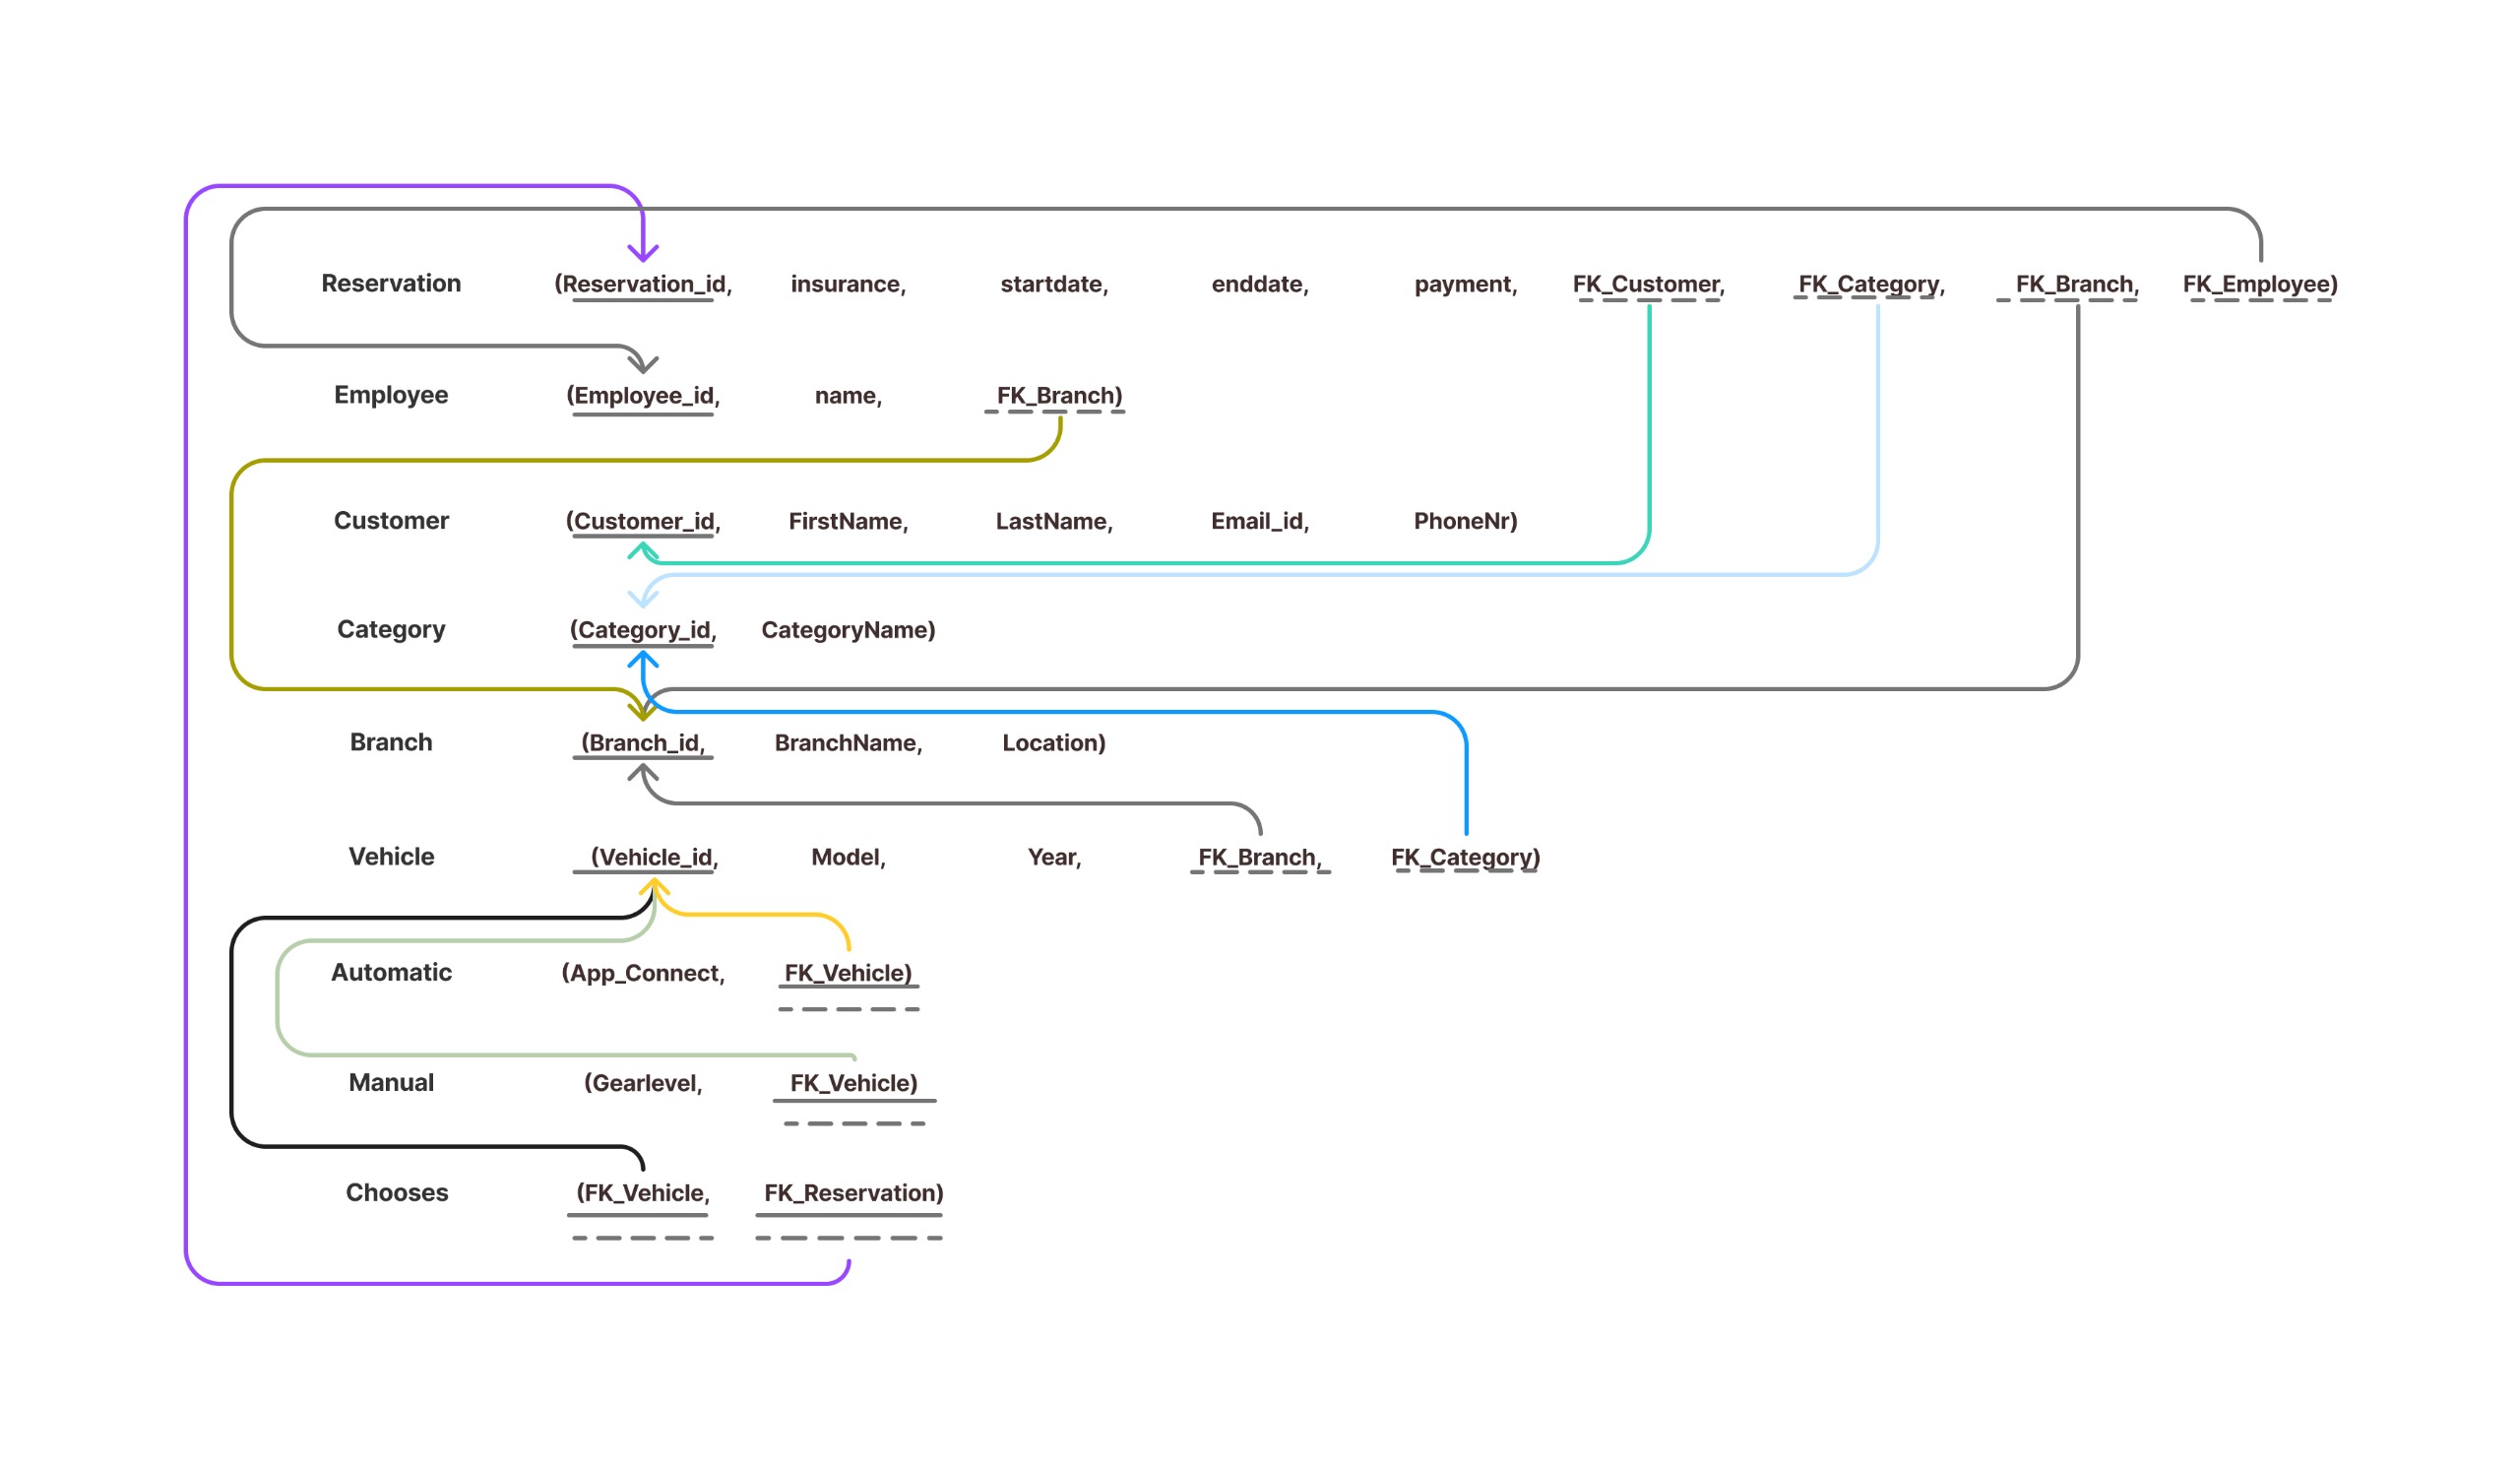 Reservation (Reservation_id, insurance, startdate, enddate, payment, FK_Customer, FK_Category, FK_Branch, FK_Employee)
Employee (Employee_id, name, FK_Branch)
Customer (Customer_id, FirstName, LastName, Email_id, PhoneNr)
Category (Category_id, CategoryName)
Branch (Branch_id, BranchName, Location)
Vehicle (Vehicle_id, Model, Year, FK_Branch, FK_Category)
Automatic (App_Connect, FK_Vehicle)
Manual (Gearlevel, FK_Vehicle)
Chooses (FK_Vehicle, FK_Reservation)